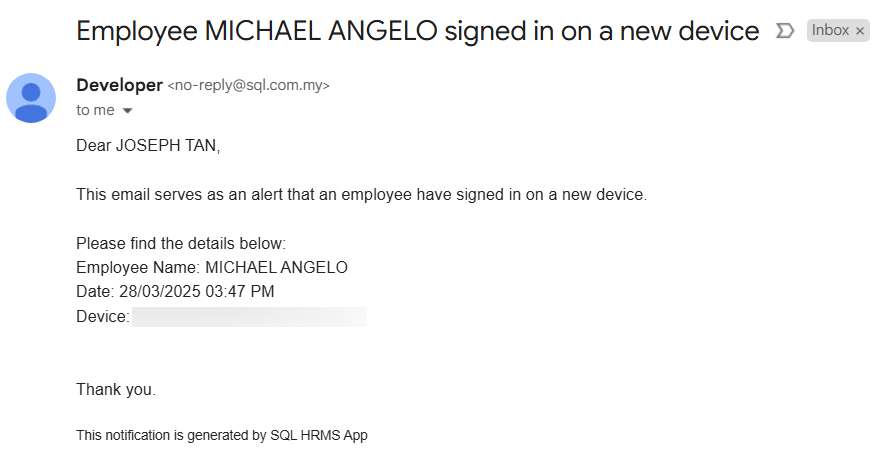 Employee MICHAEL ANGELO signed in on a new device
Inbox ×
Developer <no-reply@sql.com.my>
to me
Dear JOSEPH TAN,
This email serves as an alert that an employee have signed in on a new device.
Please find the details below:
Employee Name: MICHAEL ANGELO
Date: 28/03/2025 03:47 PM
Device:
Thank you.
This notification is generated by SQL HRMS App